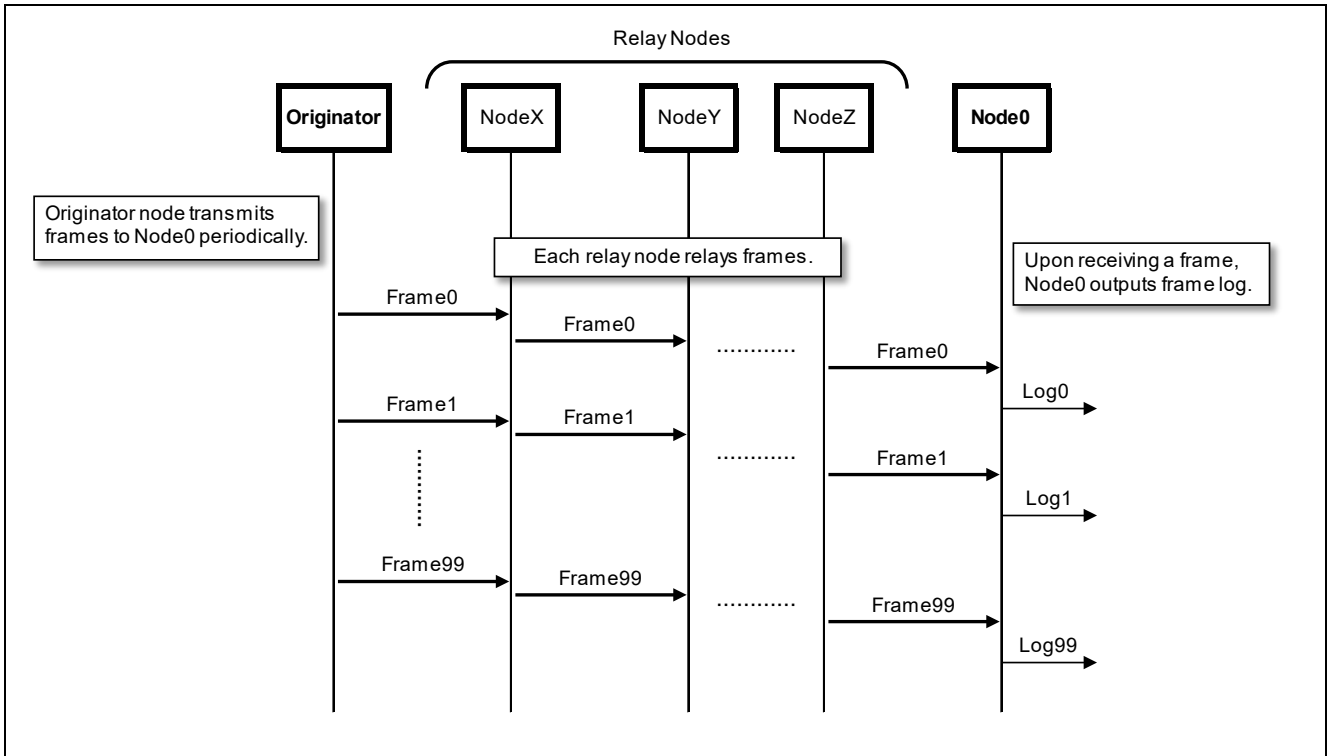 Relay Nodes
Originator
NodeX
NodeY
NodeZ
Node0
Originator node transmits
frames to Node0 periodically.
Each relay node relays frames.
Upon receiving a frame,
Node0 outputs frame log.
Frame0
Frame0
............
Frame0
Log0
Frame1
Frame1
............
Frame1
Log1
Frame99
Frame99
............
Frame99
Log99